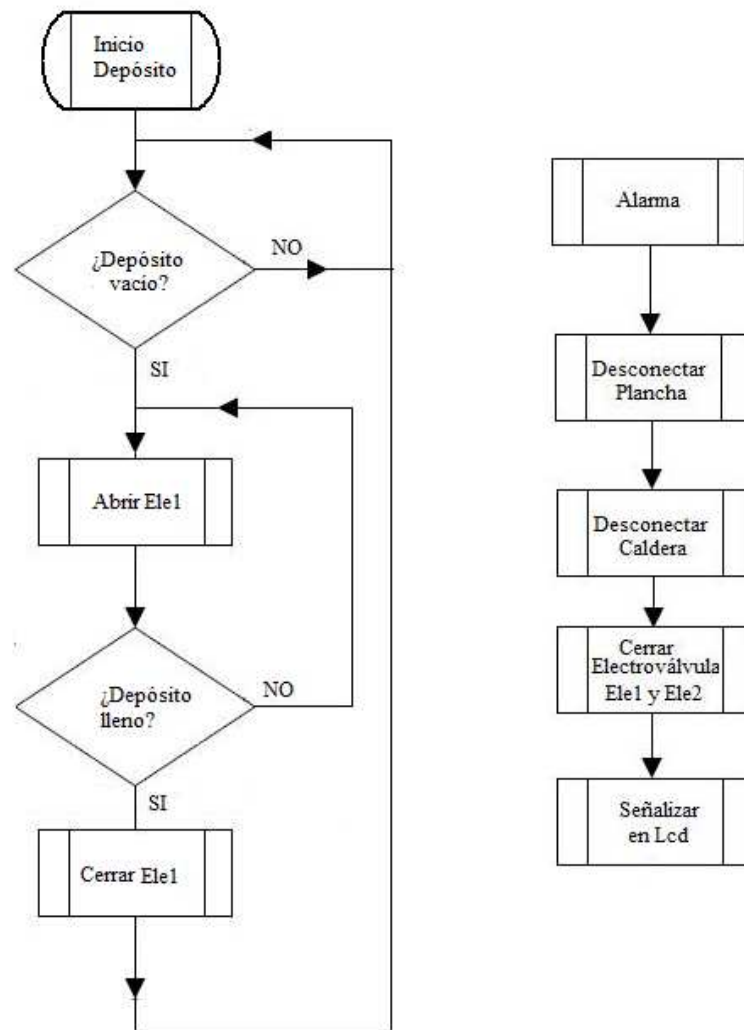 Inicio
Depósito
¿Depósito
vacío?
NO
SI
Abrir Ele1
¿Depósito
lleno?
NO
SI
Cerrar Ele1
Alarma
Desconectar
Plancha
Desconectar
Caldera
Cerrar
Electroválvula
Ele1 y Ele2
Señalizar
en Lcd